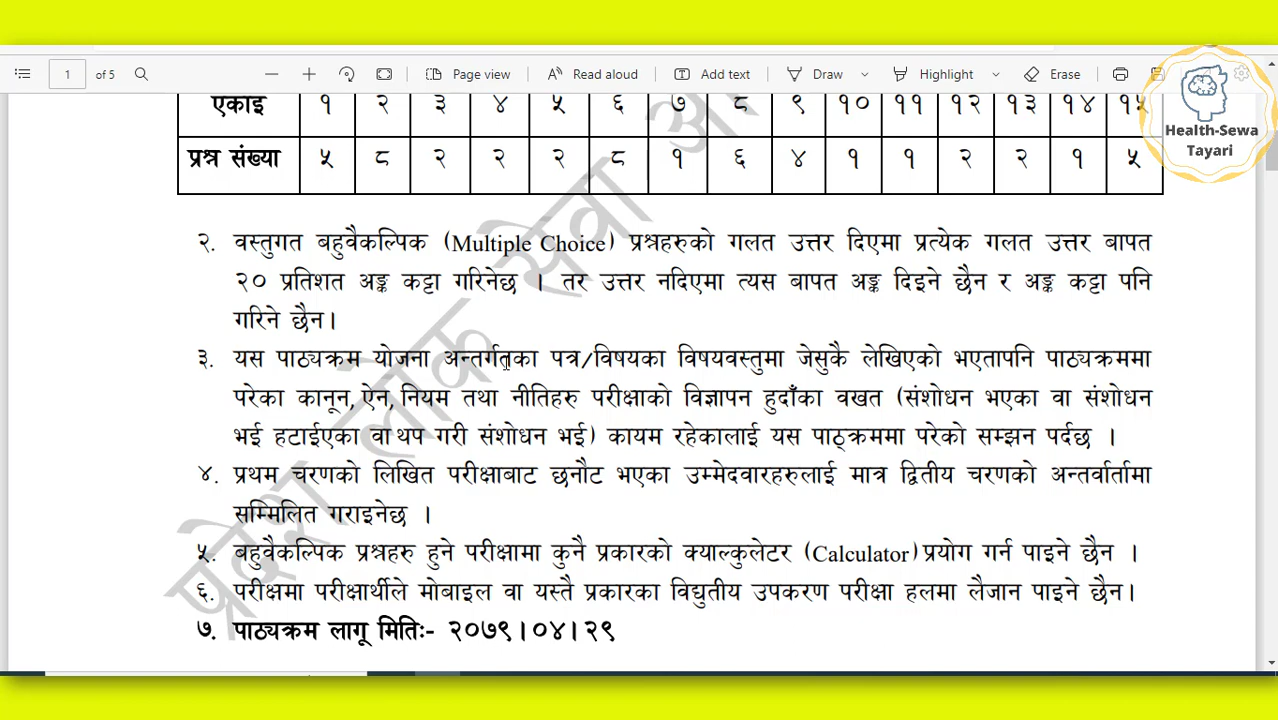 1 of 5 Page view Read aloud Add text Draw Highlight Erase
Health-Sewa
Tayari
एकाइ १ २ ३ ४ ५ ६ ७ ८ ९ १० ११ १२ १३ १४ १५
प्रश्न संख्या ५ ८ २ २ २ ८ १ ६ ४ १ १ २ २ १ ५
२. वस्तुगत बहुवैकल्पिक (Multiple Choice) प्रश्नहरुको गलत उत्तर दिएमा प्रत्येक गलत उत्तर बापत
२० प्रतिशत अङ्क कट्टा गरिनेछ । तर उत्तर नदिएमा त्यस बापत अङ्क दिइने छैन र अङ्क कट्टा पनि
गरिने छैन।
३. यस पाठ्यक्रम योजना अन्तर्गतका पत्र/विषयका विषयवस्तुमा जेसुकै लेखिएको भएतापनि पाठ्यक्रममा
परेका कानून, ऐन, नियम तथा नीतिहरु परीक्षाको विज्ञापन हुदाँका वखत (संशोधन भएका वा संशोधन
भई हटाईएका वा थप गरी संशोधन भई) कायम रहेकालाई यस पाठ्क्रममा परेको सम्झन पर्दछ ।
४. प्रथम चरणको लिखित परीक्षाबाट छनौट भएका उम्मेदवारहरुलाई मात्र द्वितीय चरणको अन्तर्वार्तामा
सम्मिलित गराइनेछ ।
५. बहुवैकल्पिक प्रश्नहरु हुने परीक्षामा कुनै प्रकारको क्याल्कुलेटर (Calculator) प्रयोग गर्न पाइने छैन ।
६. परीक्षमा परीक्षार्थीले मोबाइल वा यस्तै प्रकारका विद्युतीय उपकरण परीक्षा हलमा लैजान पाइने छैन।
७. पाठ्यक्रम लागू मितिः- २०७९।०४।२९
प्रदेश लोक सेवा आ